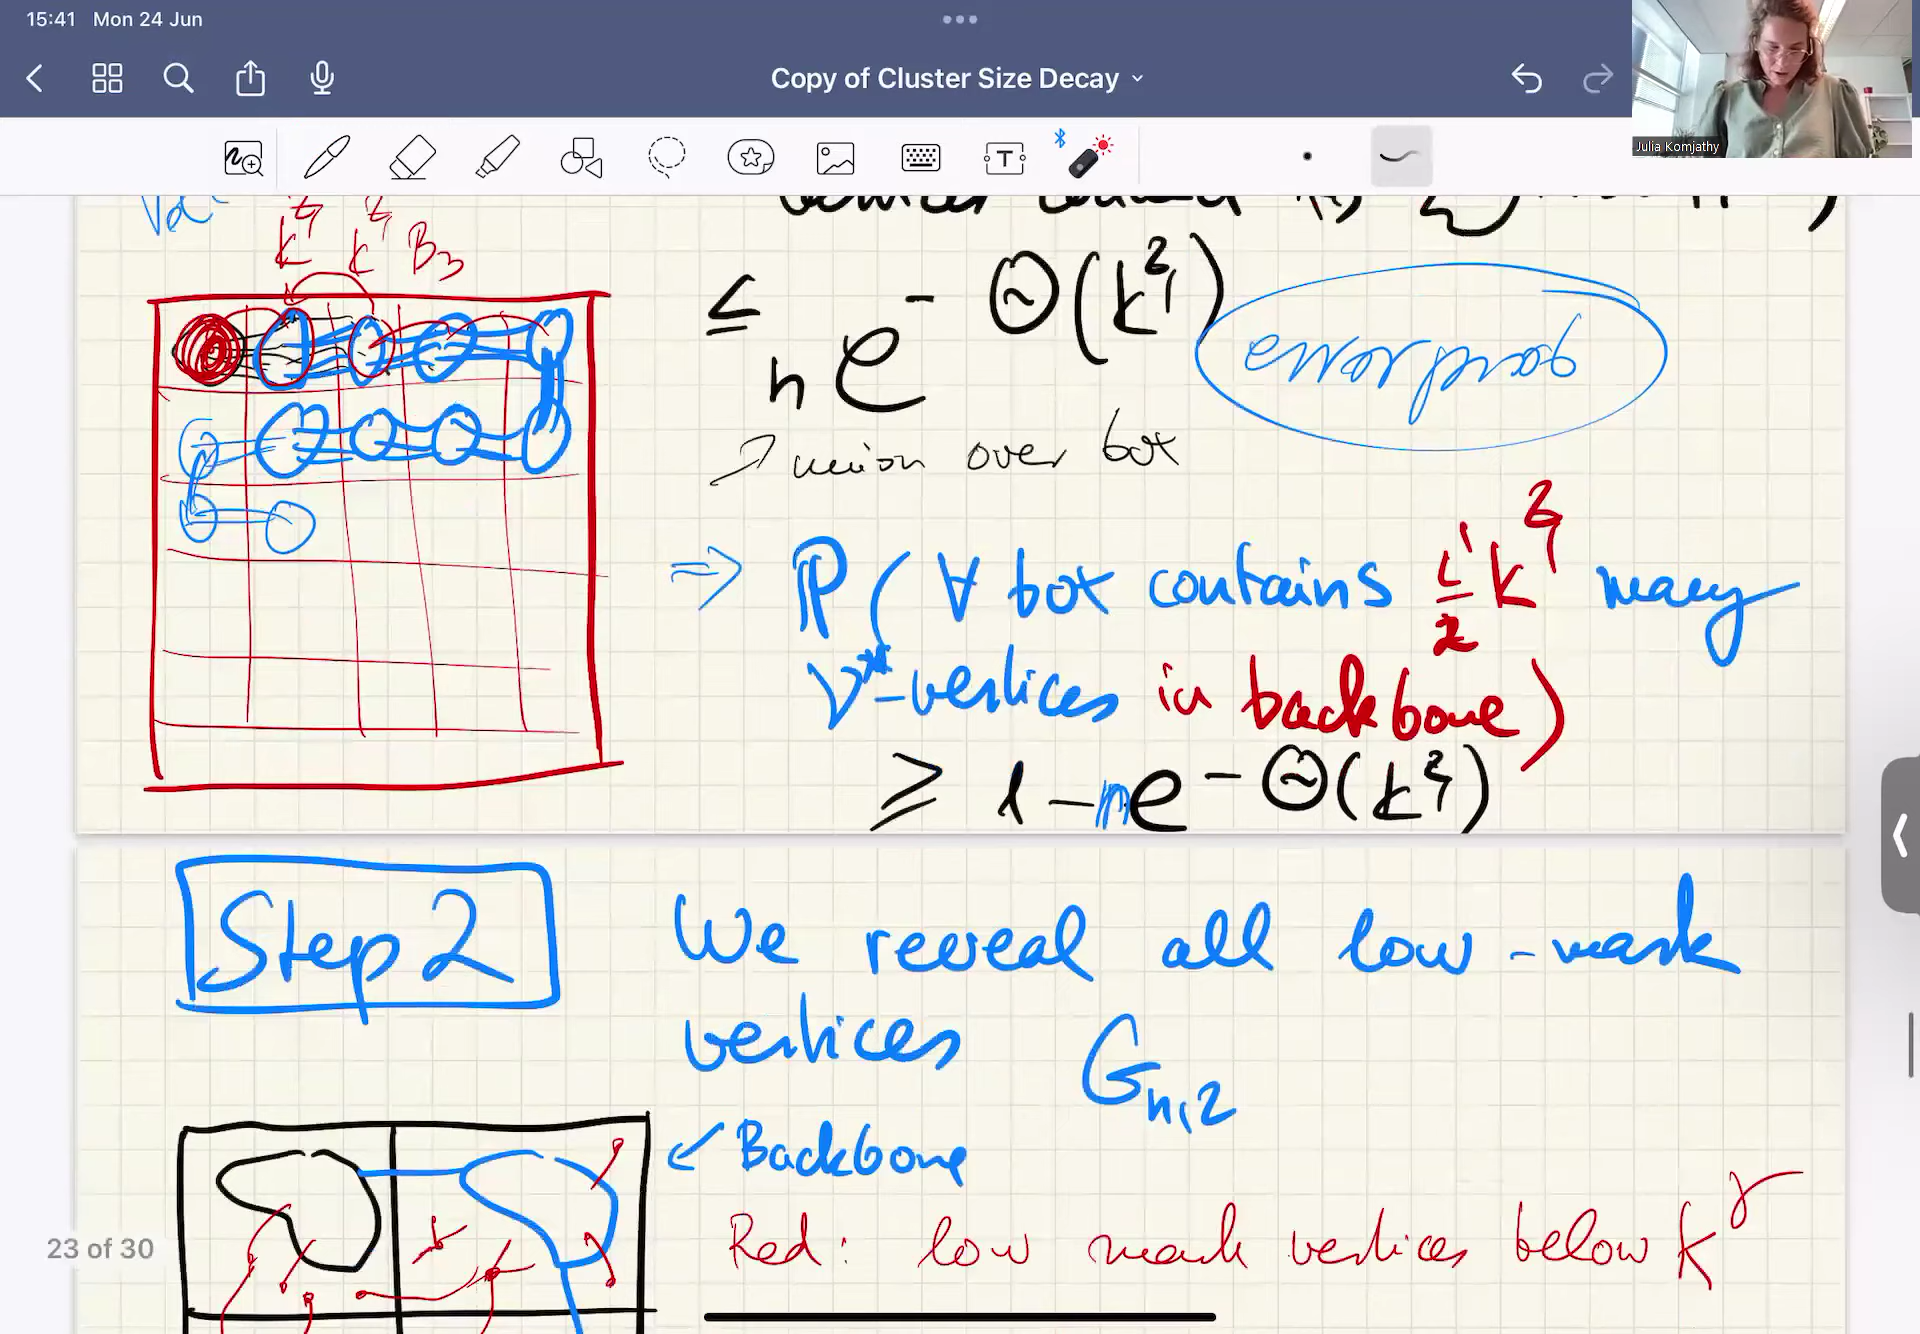 15:41 Mon 24 Jun
Copy of Cluster Size Decay
Julia Komjathy
k^ξ k^ξ B_3
≤ n e^{-Θ(k^ξ)}
error prob
↗ union over box
⇒ ℙ(∀ box contains 1/2 k^ξ many
V*-vertices in backbone)
≥ 1 - n e^{-Θ(k^ξ)}
Step 2
We reveal all low-mark
vertices G_{n,2}
↙ Backbone
Red: low mark vertices below k^γ
23 of 30